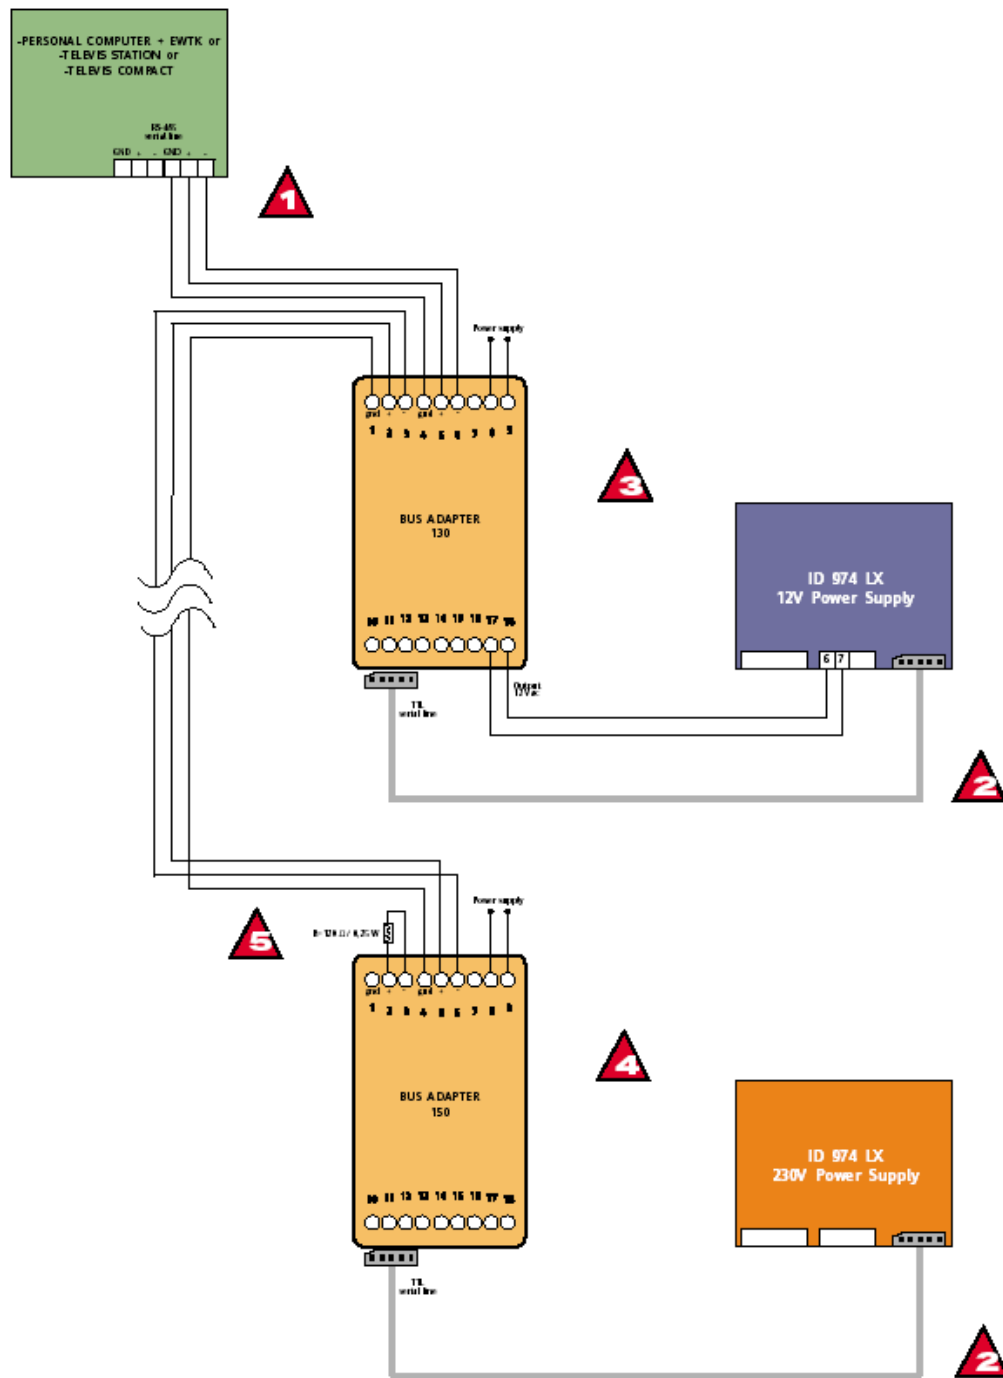 -PERSONAL COMPUTER + EWTK or
-TELEVIS STATION or
-TELEVIS COMPACT
RS-485
serial line
GND + - GND + -
1
Power supply
gnd + - gnd + -
1 2 3 4 5 6 7 8 9
3
BUS ADAPTER
130
ID 974 LX
12V Power Supply
10 11 12 13 14 15 16 17 18
6 7
Output
12Vac
TTL
serial line
2
Power supply
5
R=120 Ω / 0,25 W
gnd + - gnd + -
1 2 3 4 5 6 7 8 9
4
BUS ADAPTER
150
ID 974 LX
230V Power Supply
10 11 12 13 14 15 16 17 18
TTL
serial line
2